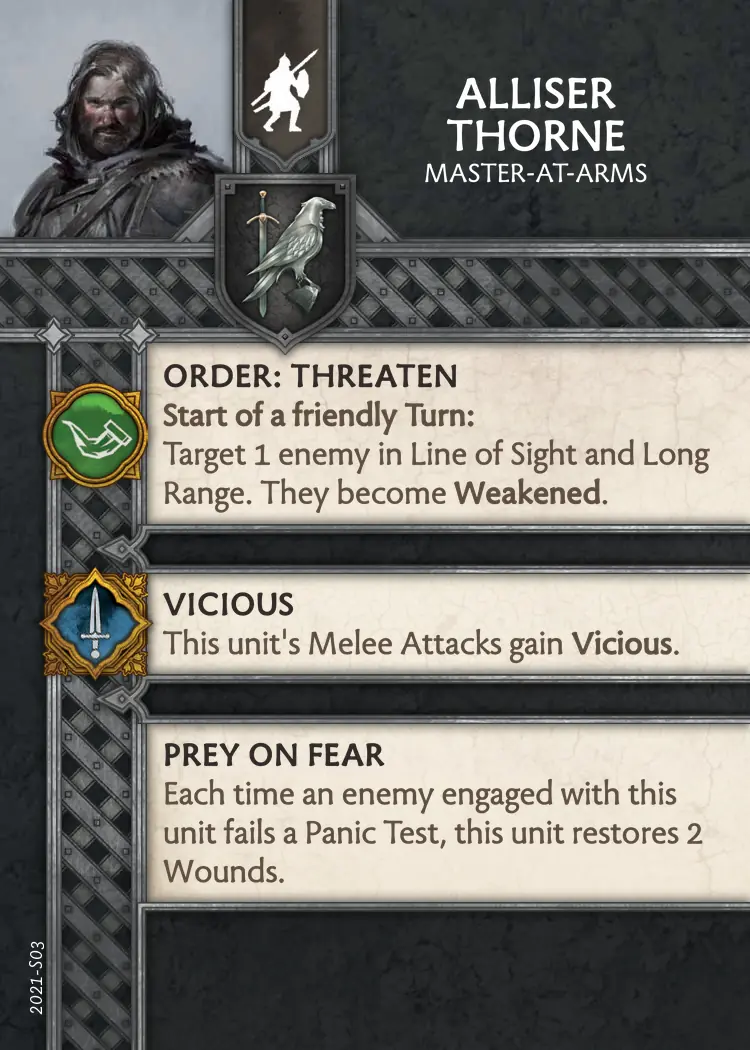 ALLISER
THORNE
MASTER-AT-ARMS
ORDER: THREATEN
Start of a friendly Turn:
Target 1 enemy in Line of Sight and Long
Range. They become Weakened.
VICIOUS
This unit's Melee Attacks gain Vicious.
PREY ON FEAR
Each time an enemy engaged with this
unit fails a Panic Test, this unit restores 2
Wounds.
2021-S03